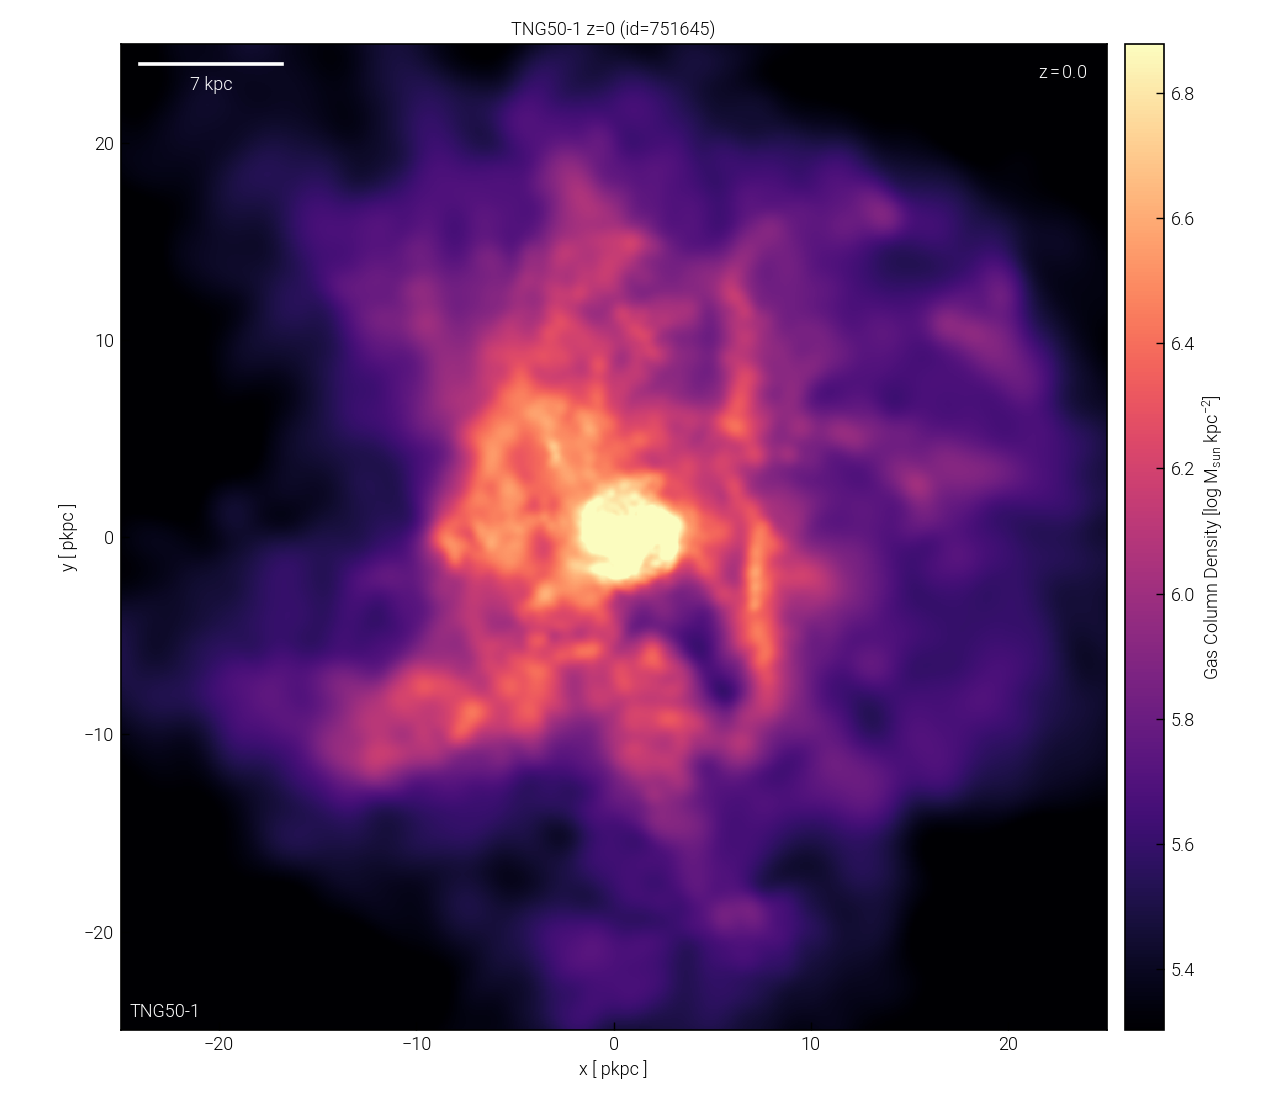 TNG50-1 z=0 (id=751645)
7 kpc
z=0.0
TNG50-1
20
10
0
−10
−20
y [ pkpc ]
−20
−10
0
10
20
x [ pkpc ]
6.8
6.6
6.4
6.2
6.0
5.8
5.6
5.4
Gas Column Density [log M_sun kpc^−2]